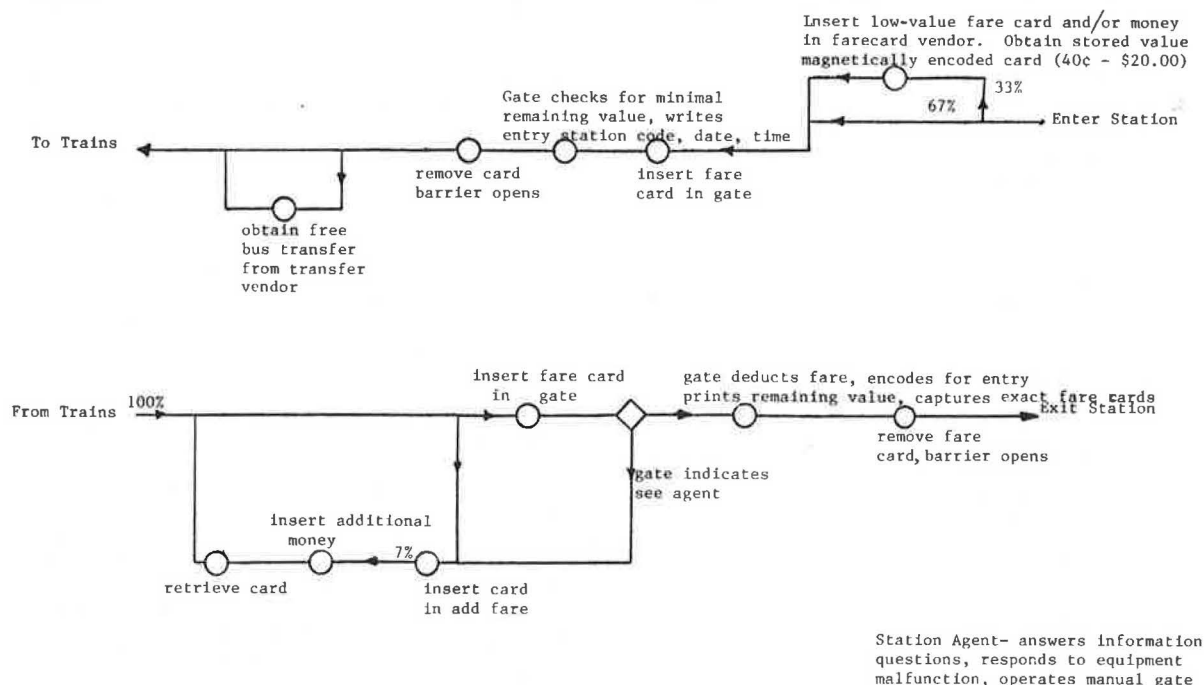 Insert low-value fare card and/or money
in farecard vendor. Obtain stored value
magnetically encoded card (40¢ - $20.00)
33%
67%
Enter Station
Gate checks for minimal
remaining value, writes
entry station code, date, time
To Trains
remove card
barrier opens
insert fare
card in gate
obtain free
bus transfer
from transfer
vendor
insert fare card
in gate
gate deducts fare, encodes for entry
prints remaining value, captures exact fare cards
From Trains
100%
Exit Station
remove fare
card, barrier opens
gate indicates
see agent
insert additional
money
7%
retrieve card
insert card
in add fare
Station Agent- answers information
questions, responds to equipment
malfunction, operates manual gate